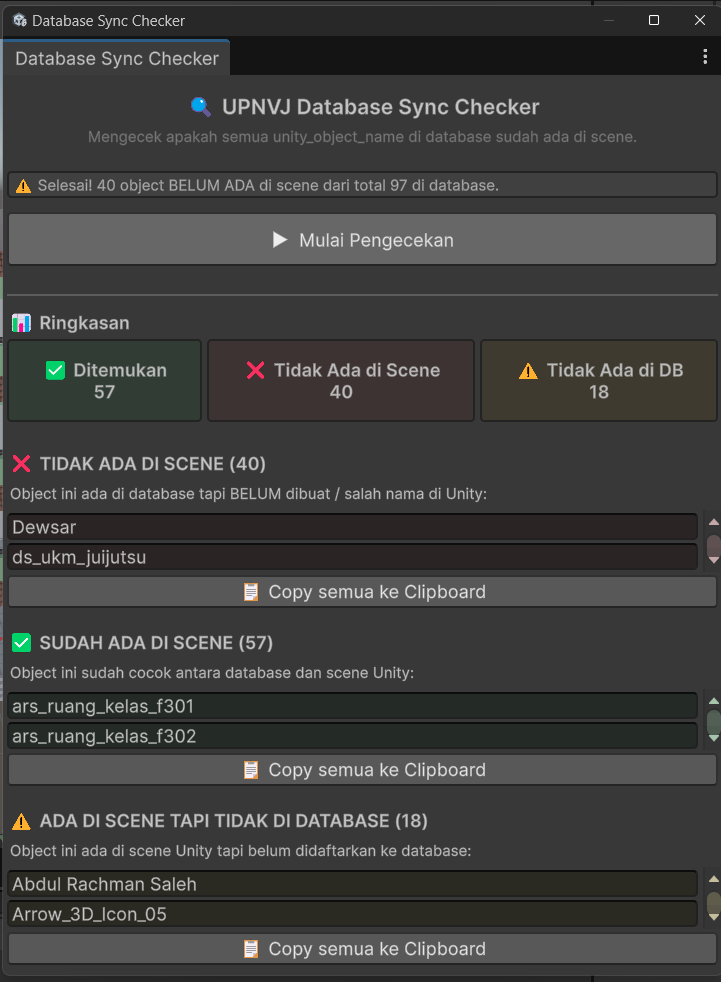 Database Sync Checker
Database Sync Checker
UPNVJ Database Sync Checker
Mengecek apakah semua unity_object_name di database sudah ada di scene.
Selesai! 40 object BELUM ADA di scene dari total 97 di database.
Mulai Pengecekan
Ringkasan
Ditemukan
57
Tidak Ada di Scene
40
Tidak Ada di DB
18
TIDAK ADA DI SCENE (40)
Object ini ada di database tapi BELUM dibuat / salah nama di Unity:
Dewsar
ds_ukm_juijutsu
Copy semua ke Clipboard
SUDAH ADA DI SCENE (57)
Object ini sudah cocok antara database dan scene Unity:
ars_ruang_kelas_f301
ars_ruang_kelas_f302
Copy semua ke Clipboard
ADA DI SCENE TAPI TIDAK DI DATABASE (18)
Object ini ada di scene Unity tapi belum didaftarkan ke database:
Abdul Rachman Saleh
Arrow_3D_Icon_05
Copy semua ke Clipboard